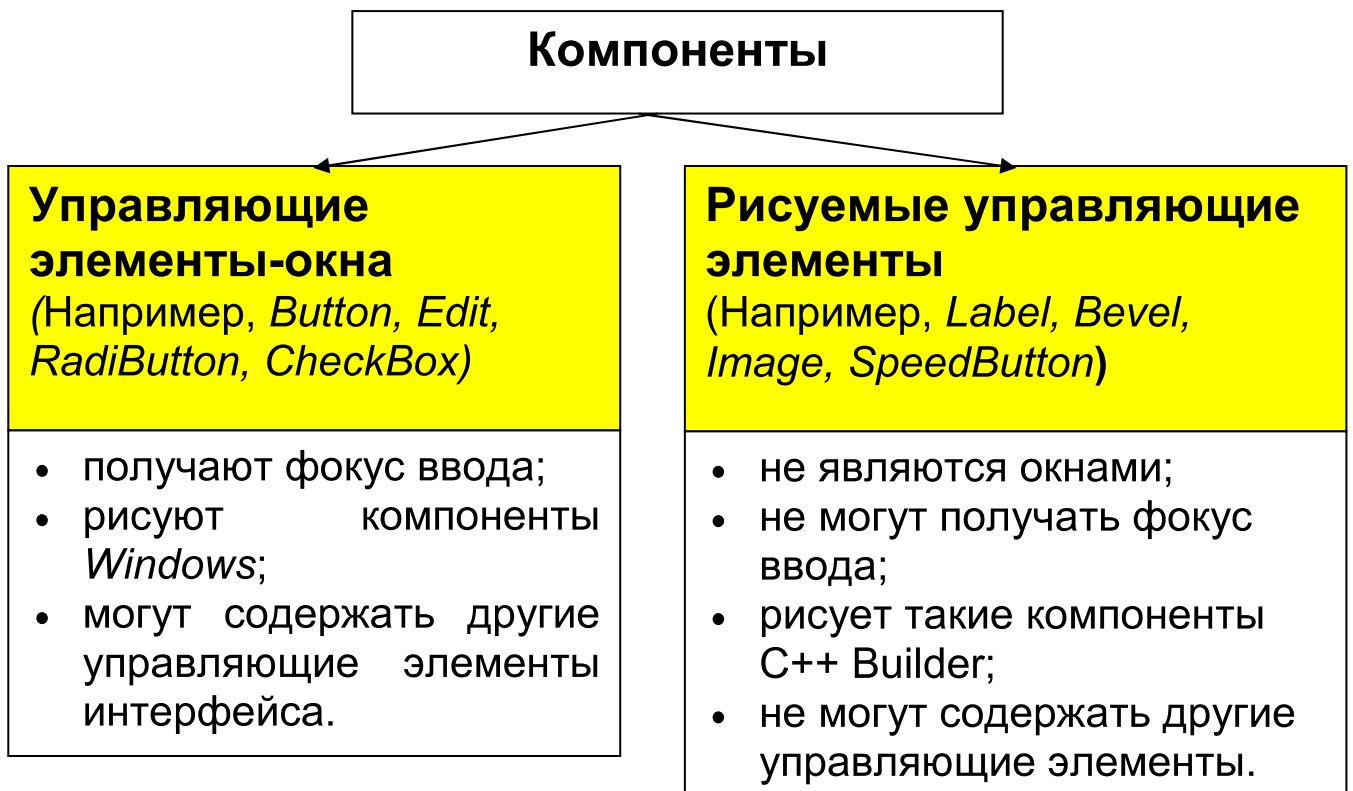 Компоненты
Управляющие
элементы-окна
(Например, Button, Edit,
RadiButton, CheckBox)
• получают фокус ввода;
• рисуют компоненты
Windows;
• могут содержать другие
управляющие элементы
интерфейса.
Рисуемые управляющие
элементы
(Например, Label, Bevel,
Image, SpeedButton)
• не являются окнами;
• не могут получать фокус
ввода;
• рисует такие компоненты
C++ Builder;
• не могут содержать другие
управляющие элементы.